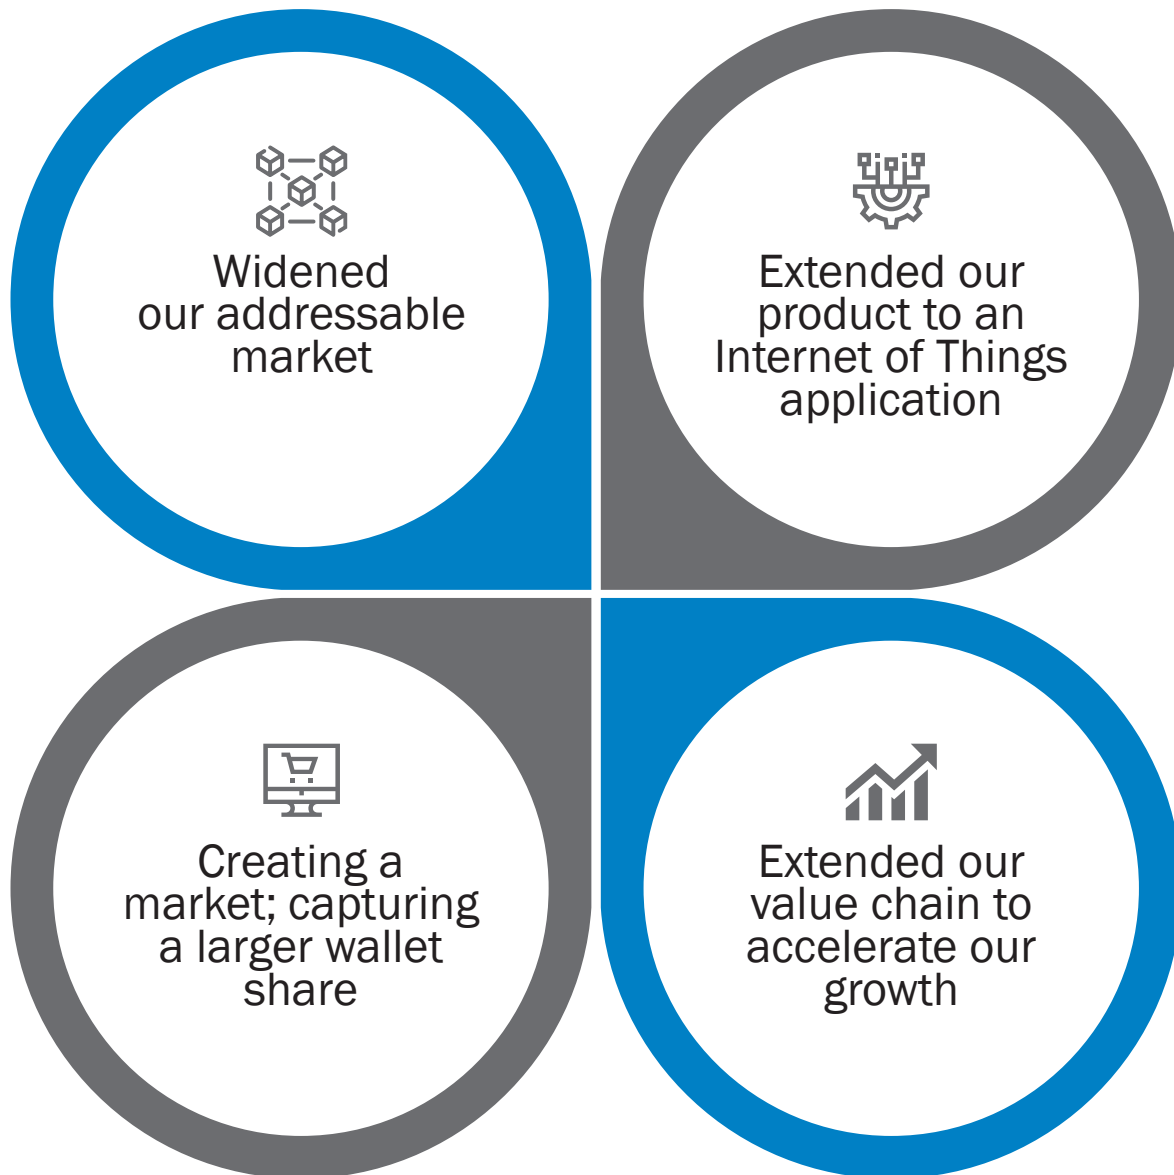 Widened
our addressable
market
Extended our
product to an
Internet of Things
application
Creating a
market; capturing
a larger wallet
share
Extended our
value chain to
accelerate our
growth